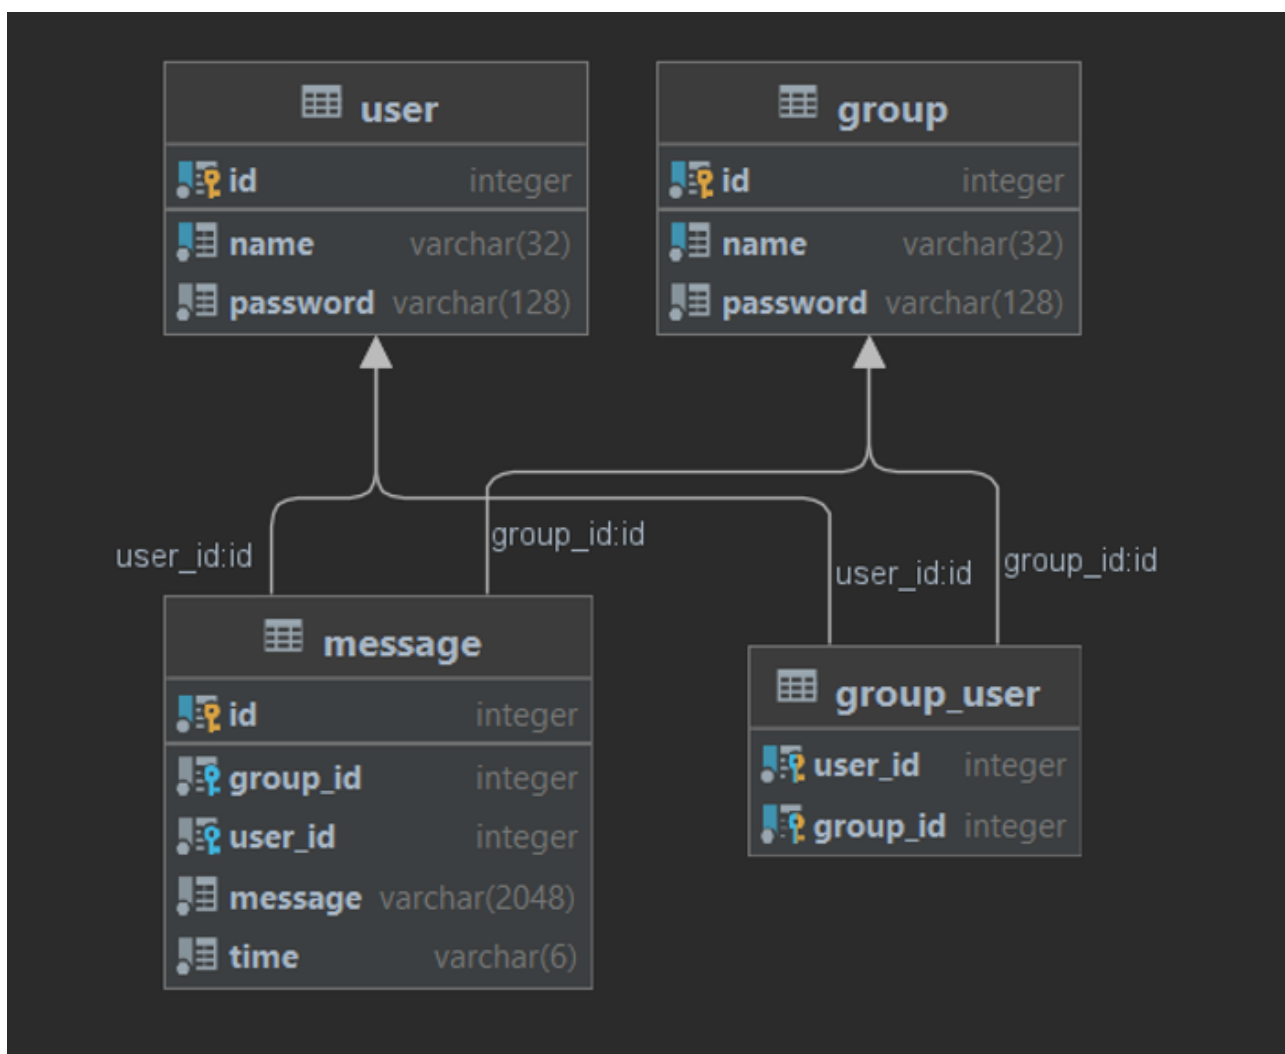 user
id integer
name varchar(32)
password varchar(128)
group
id integer
name varchar(32)
password varchar(128)
user_id:id
group_id:id
user_id:id
group_id:id
message
id integer
group_id integer
user_id integer
message varchar(2048)
time varchar(6)
group_user
user_id integer
group_id integer